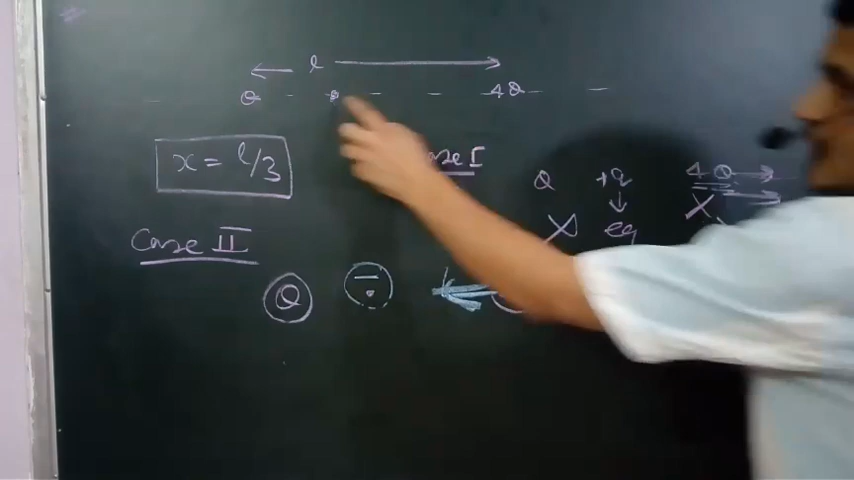 l
Q 4Q
x = l/3
Case I
Q +q 4Q
eq
Case II
Q -